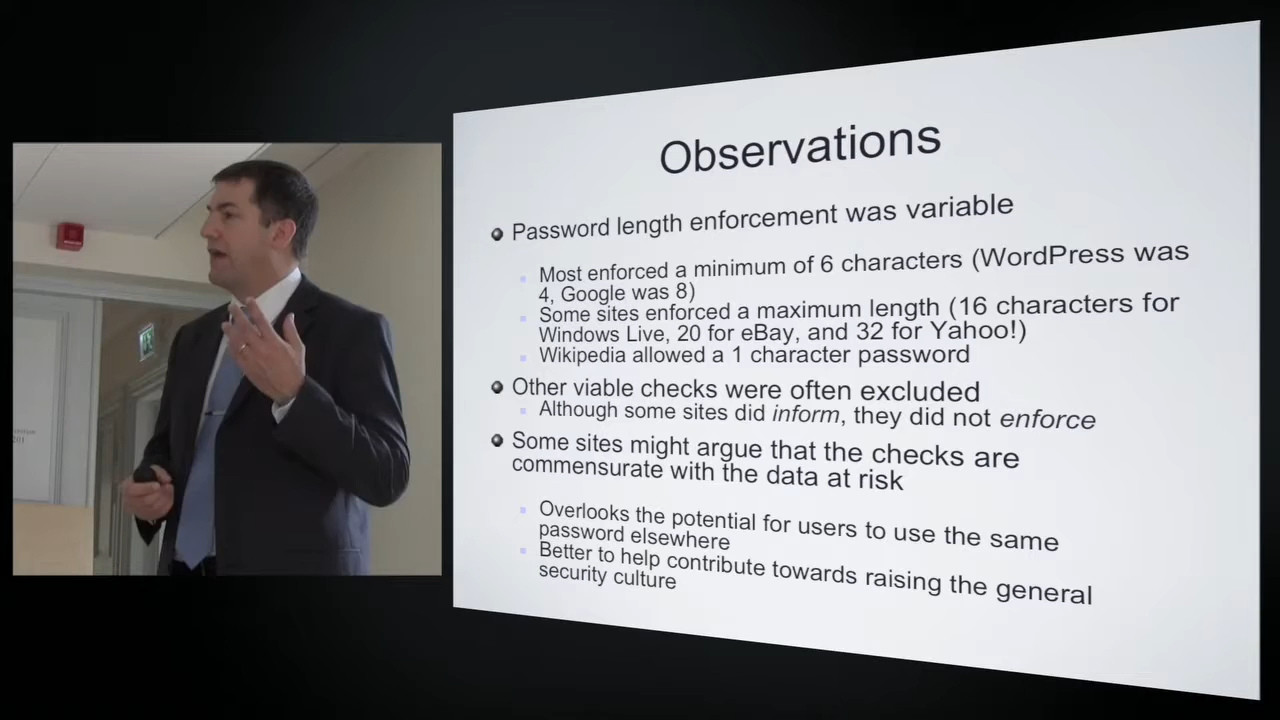 Observations
Password length enforcement was variable
Most enforced a minimum of 6 characters (WordPress was
4, Google was 8)
Some sites enforced a maximum length (16 characters for
Windows Live, 20 for eBay, and 32 for Yahoo!)
Wikipedia allowed a 1 character password
Other viable checks were often excluded
Although some sites did inform, they did not enforce
Some sites might argue that the checks are
commensurate with the data at risk
Overlooks the potential for users to use the same
password elsewhere
Better to help contribute towards raising the general
security culture